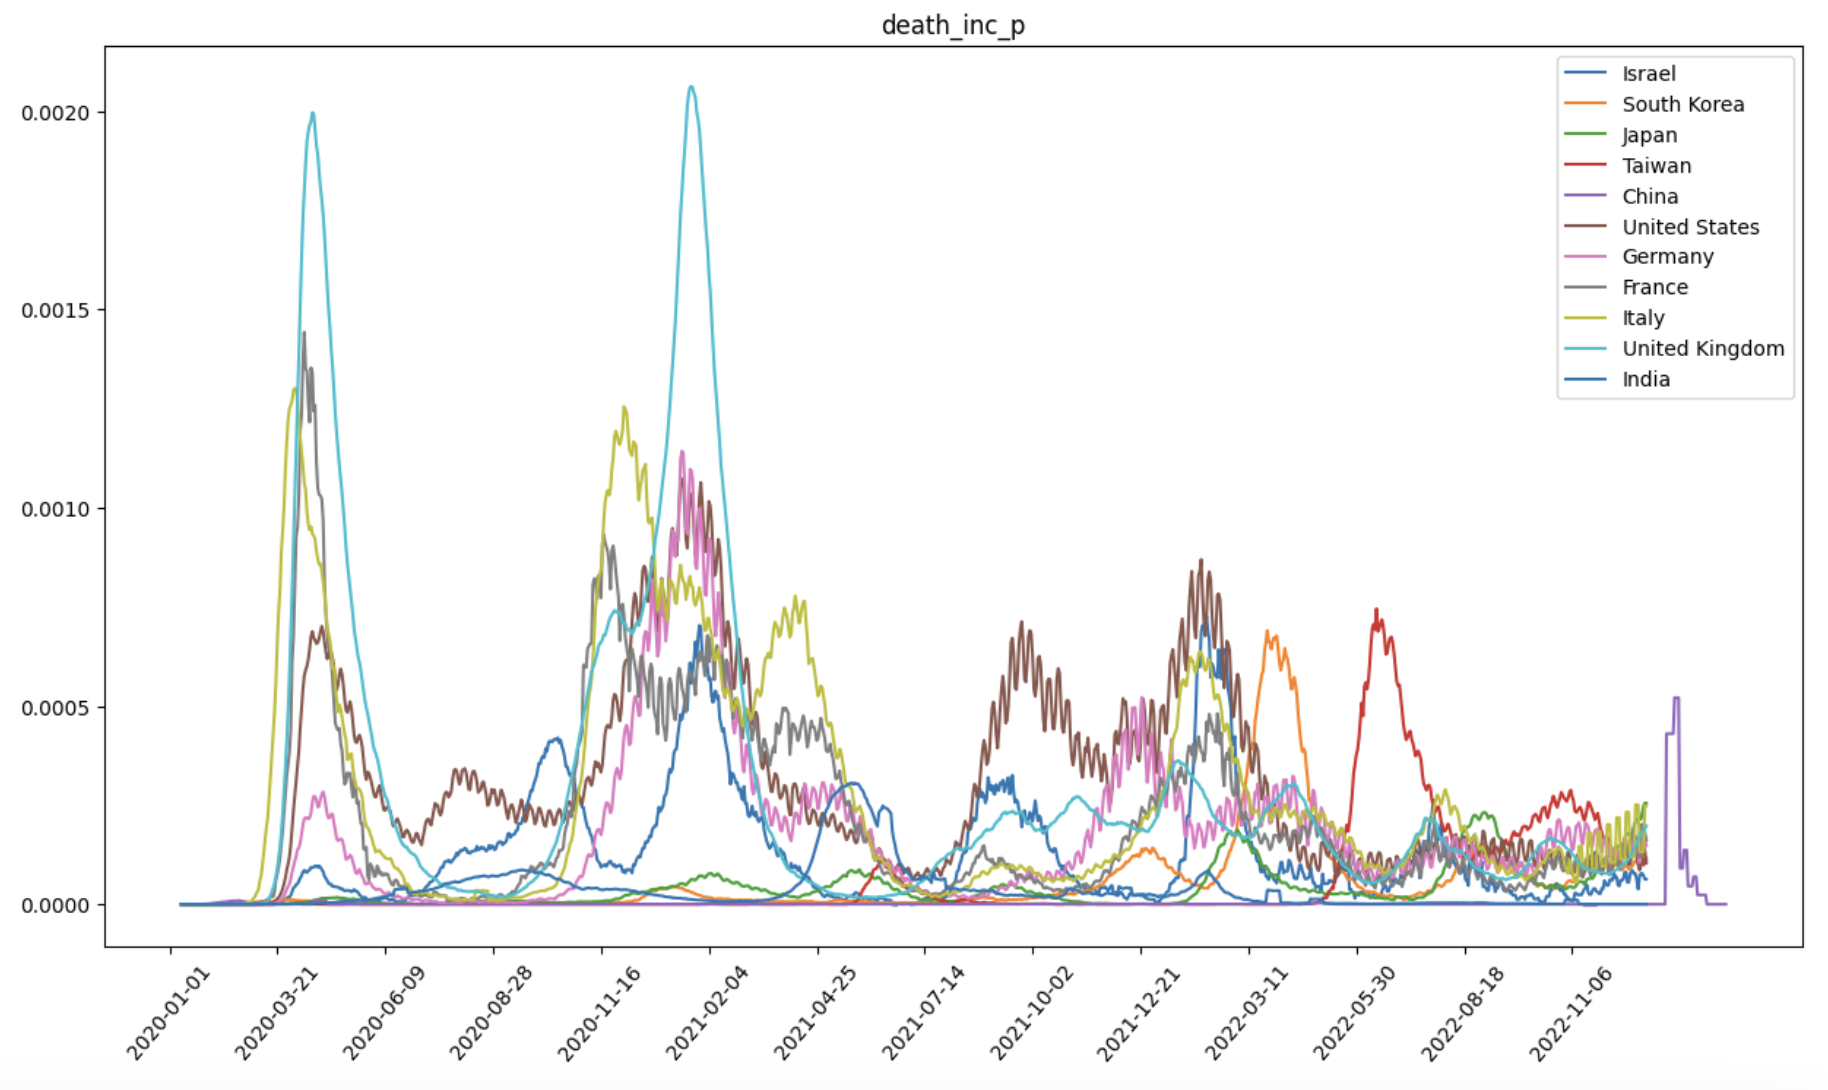 death_inc_p
0.0020
0.0015
0.0010
0.0005
0.0000
Israel
South Korea
Japan
Taiwan
China
United States
Germany
France
Italy
United Kingdom
India
2020-01-01
2020-03-21
2020-06-09
2020-08-28
2020-11-16
2021-02-04
2021-04-25
2021-07-14
2021-10-02
2021-12-21
2022-03-11
2022-05-30
2022-08-18
2022-11-06